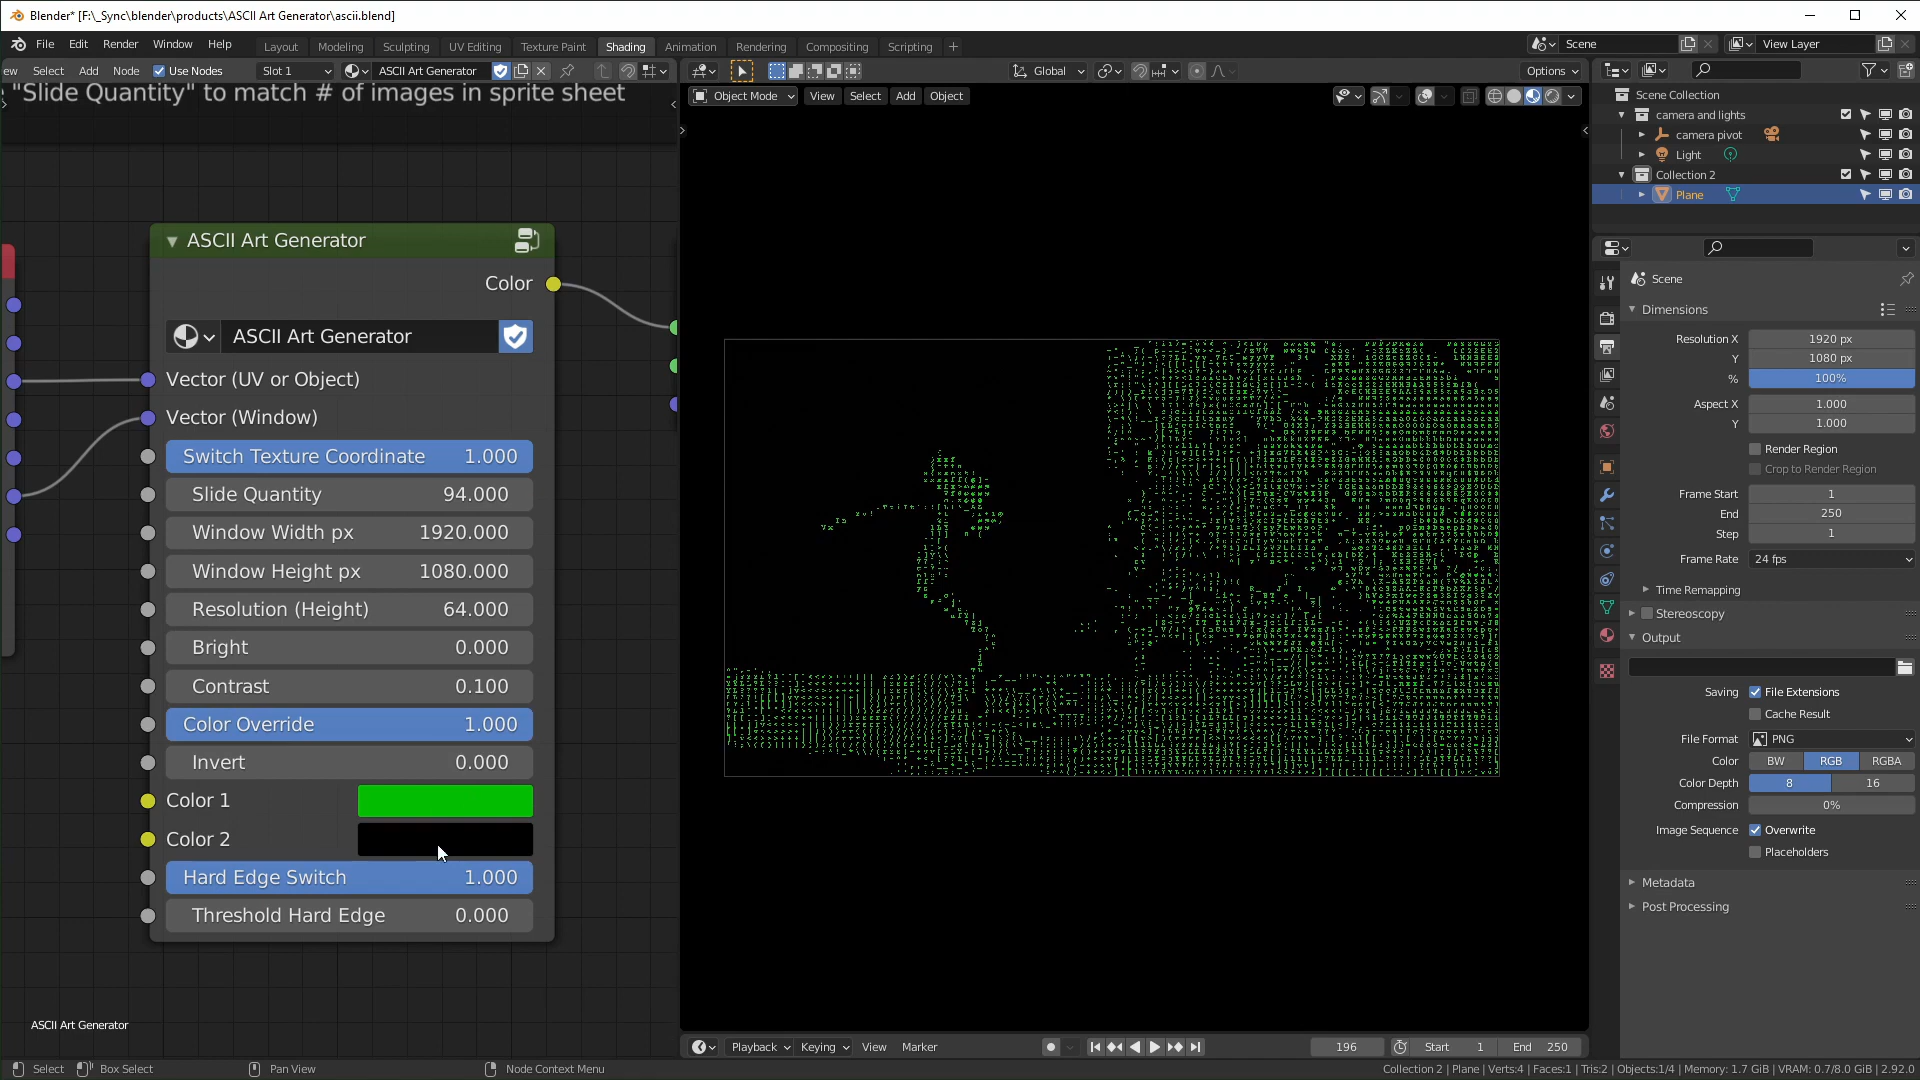 Blender* [F:\_Sync\blender\products\ASCII Art Generator\ascii.blend]
File Edit Render Window Help Layout Modeling Sculpting UV Editing Texture Paint Shading Animation Rendering Compositing Scripting + Scene View Layer
ew Select Add Node Use Nodes Slot 1 ASCII Art Generator Global Options
"Slide Quantity" to match # of images in sprite sheet
Object Mode View Select Add Object
Scene Collection
camera and lights
camera pivot
Light
Collection 2
Plane
ASCII Art Generator
Color
ASCII Art Generator
Vector (UV or Object)
Vector (Window)
Switch Texture Coordinate 1.000
Slide Quantity 94.000
Window Width px 1920.000
Window Height px 1080.000
Resolution (Height) 64.000
Bright 0.000
Contrast 0.100
Color Override 1.000
Invert 0.000
Color 1
Color 2
Hard Edge Switch 1.000
Threshold Hard Edge 0.000
ASCII Art Generator
Scene
Dimensions
Resolution X 1920 px
Y 1080 px
% 100%
Aspect X 1.000
Y 1.000
Render Region
Crop to Render Region
Frame Start 1
End 250
Step 1
Frame Rate 24 fps
Time Remapping
Stereoscopy
Output
Saving File Extensions
Cache Result
File Format PNG
Color BW RGB RGBA
Color Depth 8 16
Compression 0%
Image Sequence Overwrite
Placeholders
Metadata
Post Processing
Playback Keying View Marker 196 Start 1 End 250
Select Box Select Pan View Node Context Menu Collection 2 | Plane | Verts:4 | Faces:1 | Tris:2 | Objects:1/4 | Memory: 1.7 GiB | VRAM: 0.7/8.0 GiB | 2.92.0